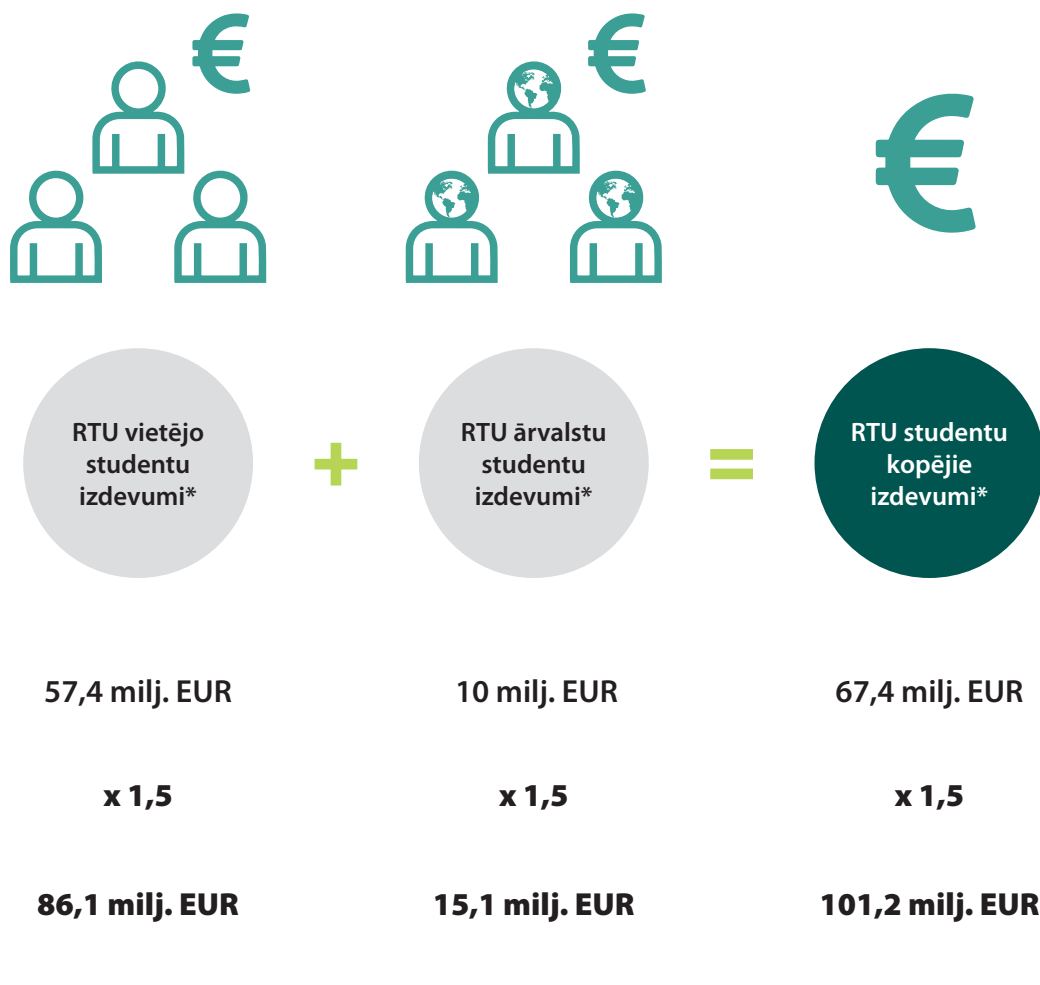 €
€
€
RTU vietējo
studentu
izdevumi*
+
RTU ārvalstu
studentu
izdevumi*
=
RTU studentu
kopējie
izdevumi*
57,4 milj. EUR
10 milj. EUR
67,4 milj. EUR
x 1,5
x 1,5
x 1,5
86,1 milj. EUR
15,1 milj. EUR
101,2 milj. EUR